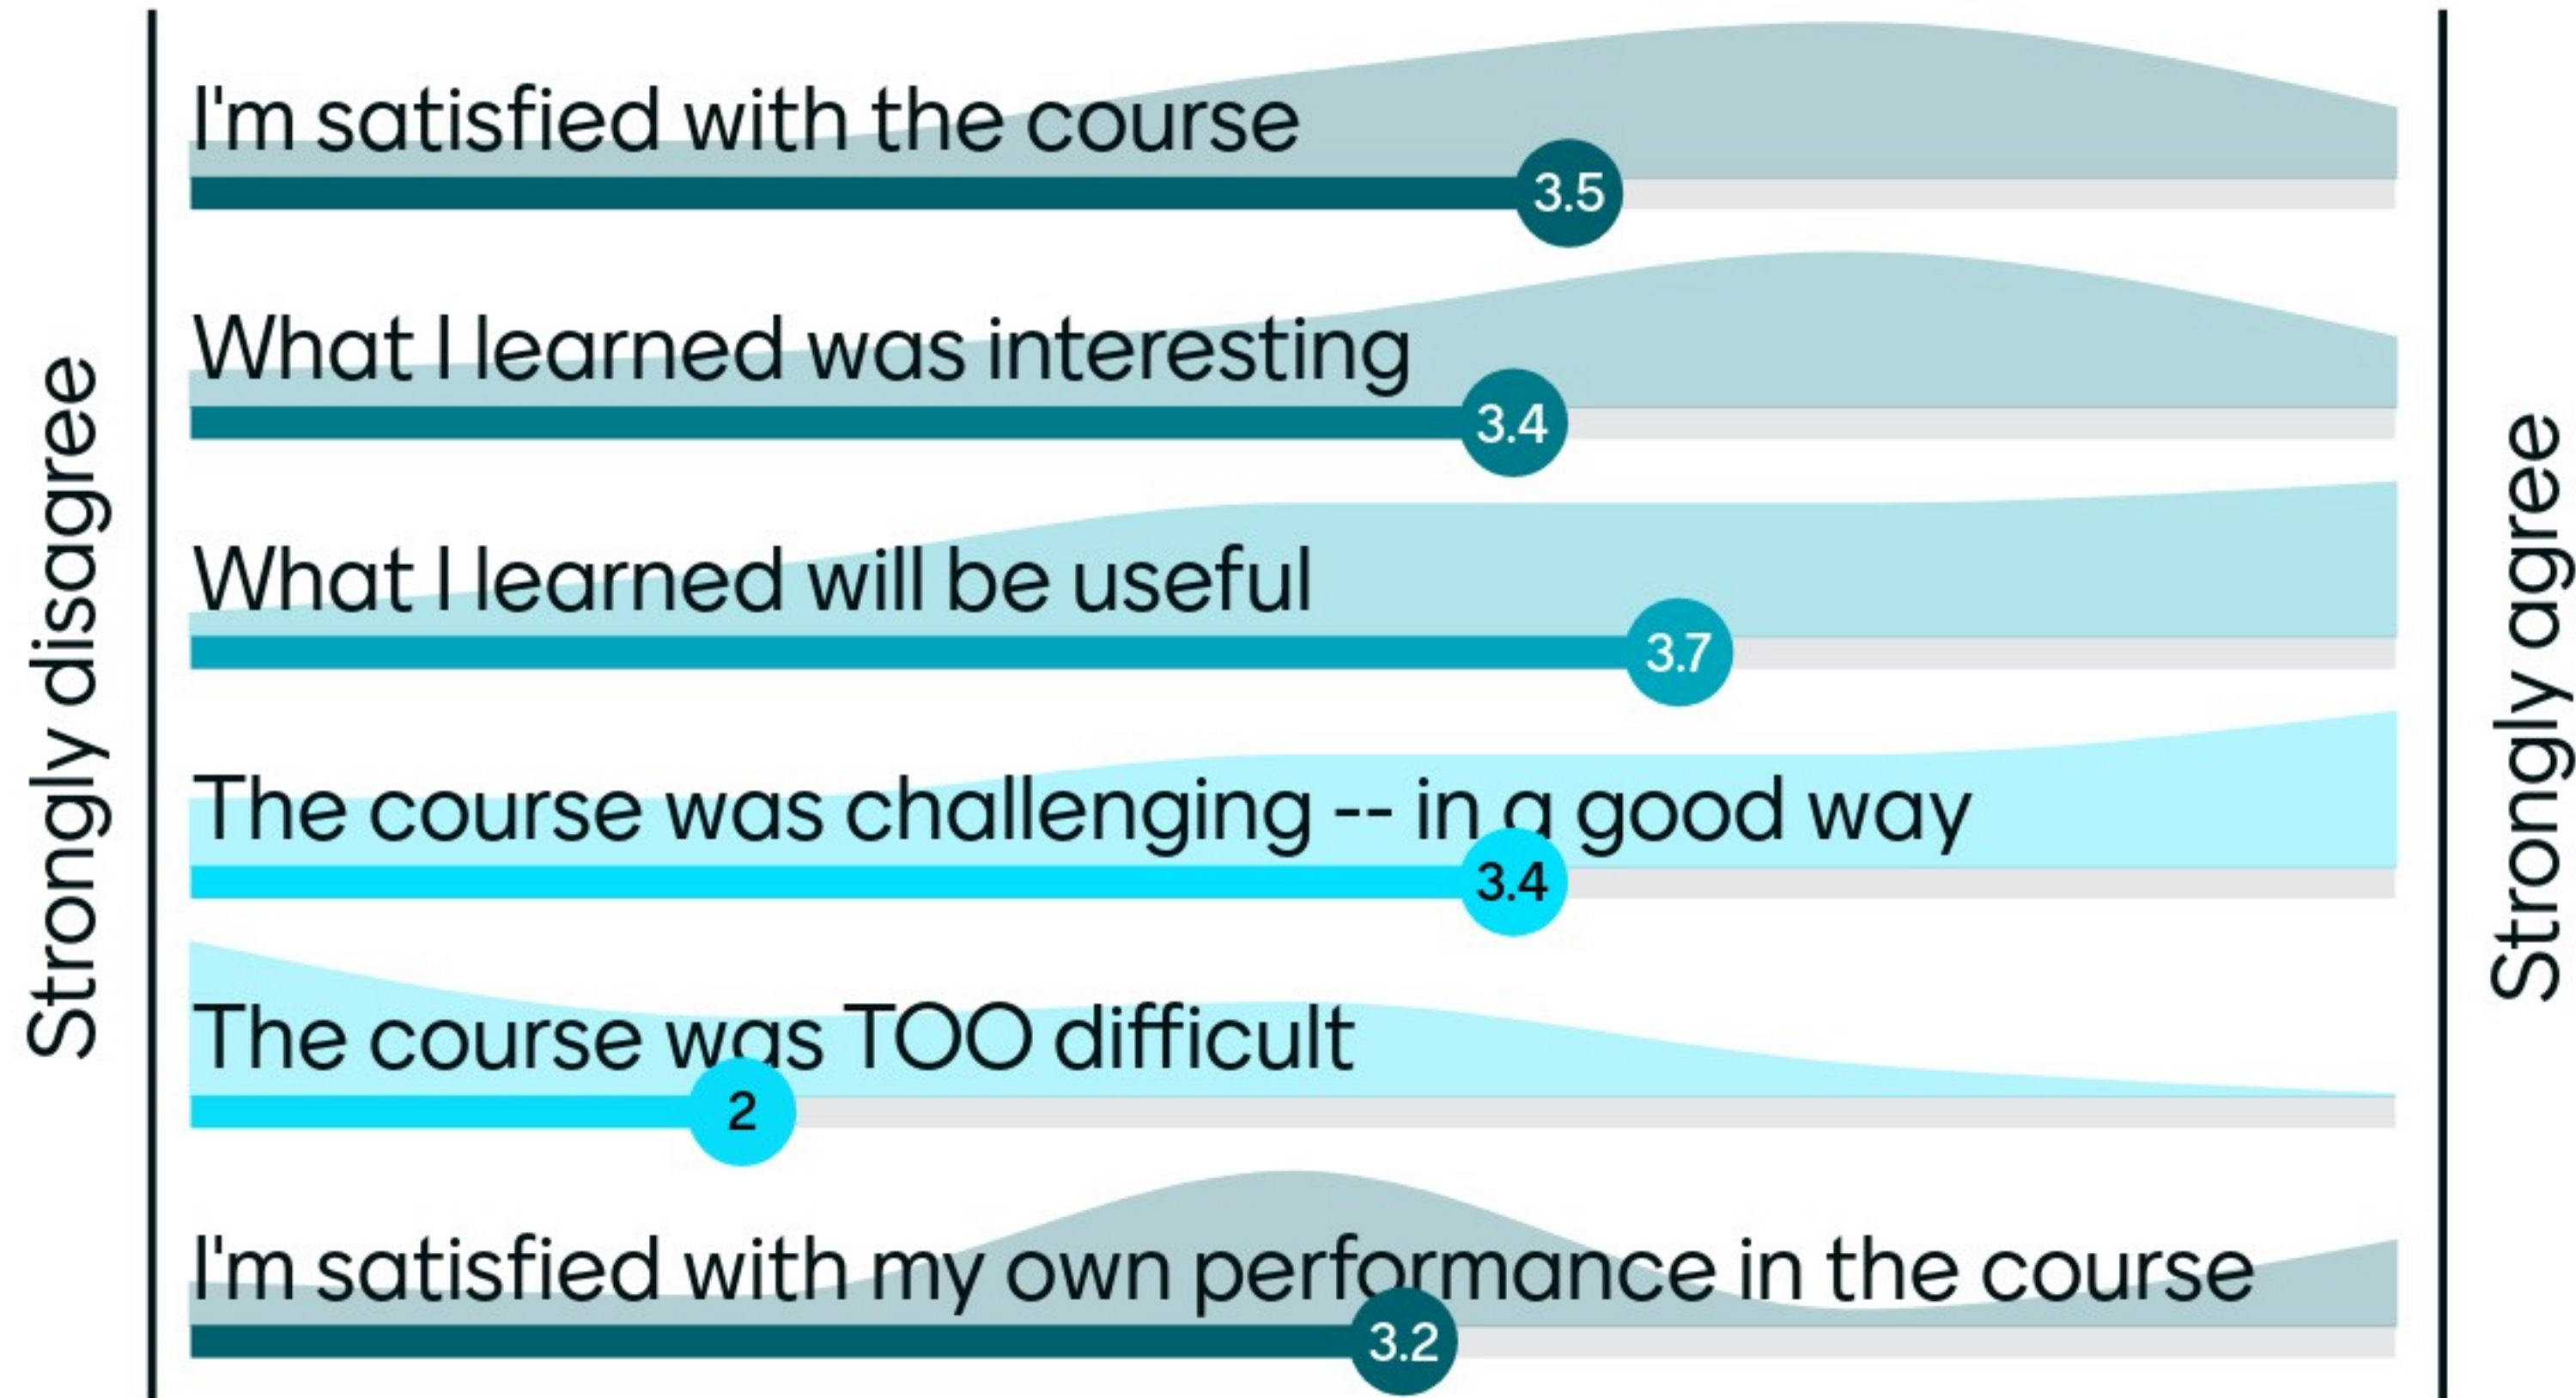 Strongly disagree
I'm satisfied with the course
3.5
What I learned was interesting
3.4
What I learned will be useful
3.7
The course was challenging -- in a good way
3.4
The course was TOO difficult
2
I'm satisfied with my own performance in the course
3.2
Strongly agree